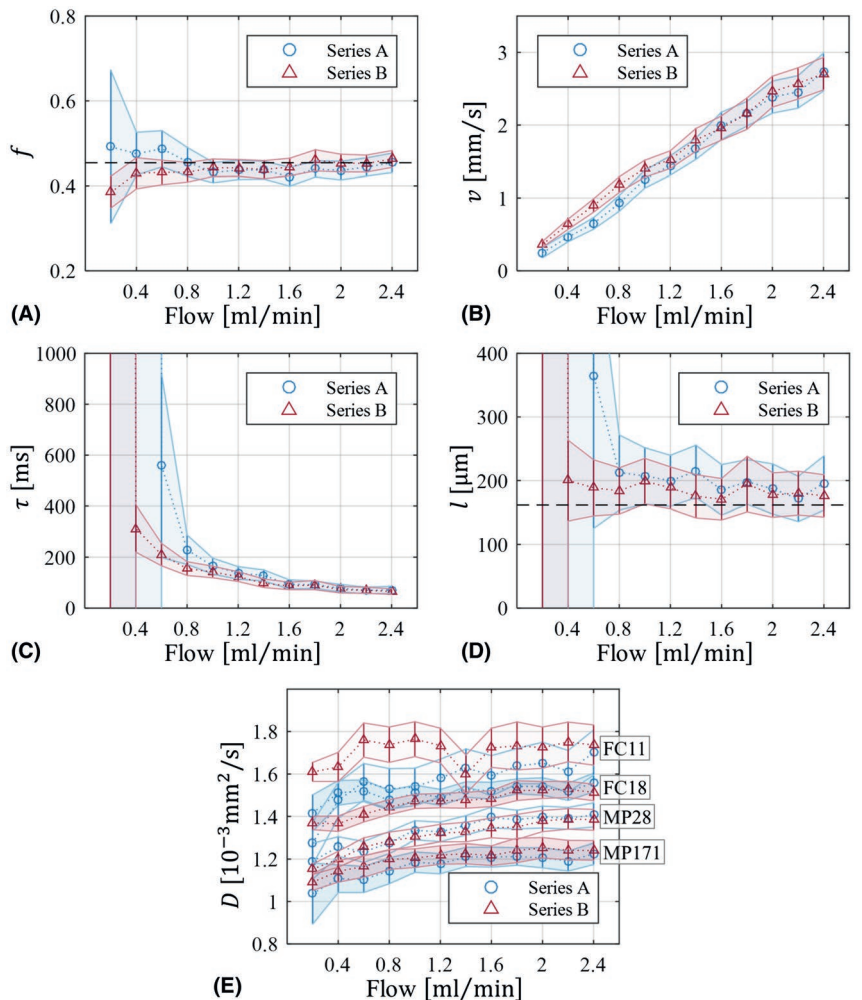 0.8
0.6
f
0.4
0.2
0.4 0.8 1.2 1.6 2 2.4
Flow [ml/min]
Series A
Series B
(A)
3
2
v [mm/s]
1
0
0.4 0.8 1.2 1.6 2 2.4
Flow [ml/min]
Series A
Series B
(B)
1000
800
600
τ [ms]
400
200
0
0.4 0.8 1.2 1.6 2 2.4
Flow [ml/min]
Series A
Series B
(C)
400
300
l [μm]
200
100
0
0.4 0.8 1.2 1.6 2 2.4
Flow [ml/min]
Series A
Series B
(D)
1.8
1.6
1.4
D [10⁻³mm²/s]
1.2
1
0.8
0.4 0.8 1.2 1.6 2 2.4
Flow [ml/min]
FC11
FC18
MP28
MP171
Series A
Series B
(E)